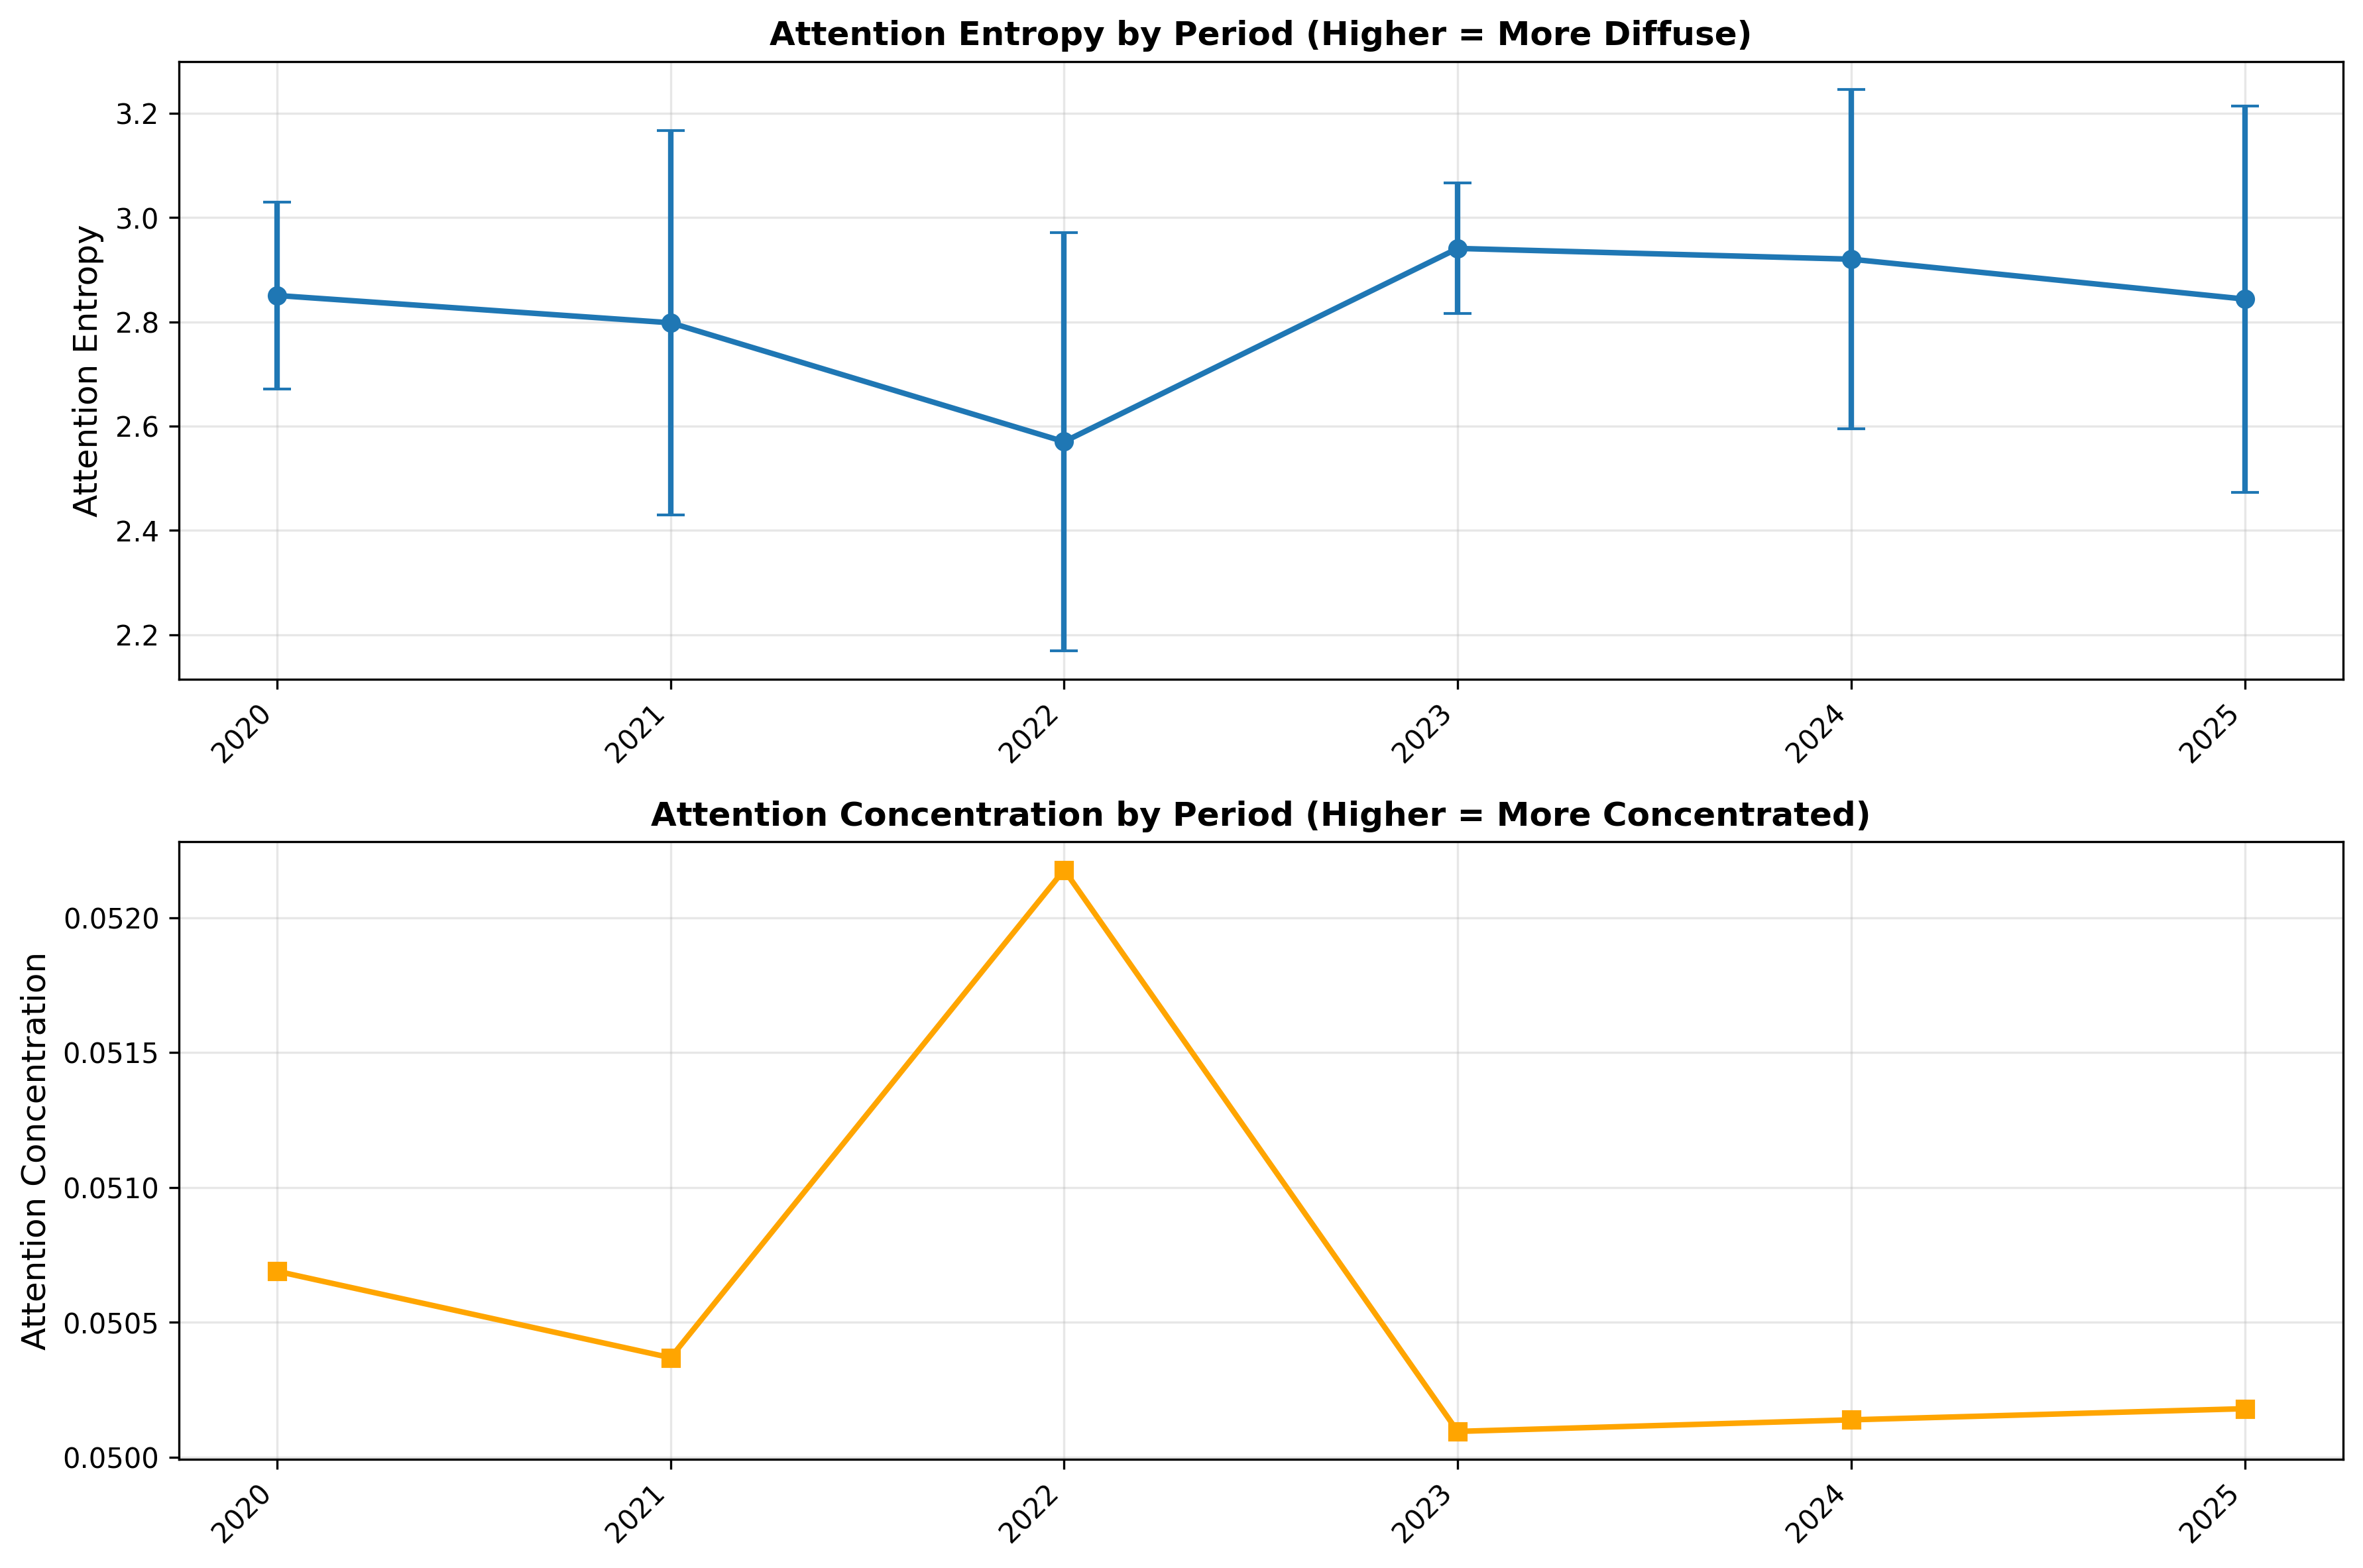 Attention Entropy by Period (Higher = More Diffuse)
Attention Entropy
3.2
3.0
2.8
2.6
2.4
2.2
2020 2021 2022 2023 2024 2025
Attention Concentration by Period (Higher = More Concentrated)
Attention Concentration
0.0520
0.0515
0.0510
0.0505
0.0500
2020 2021 2022 2023 2024 2025